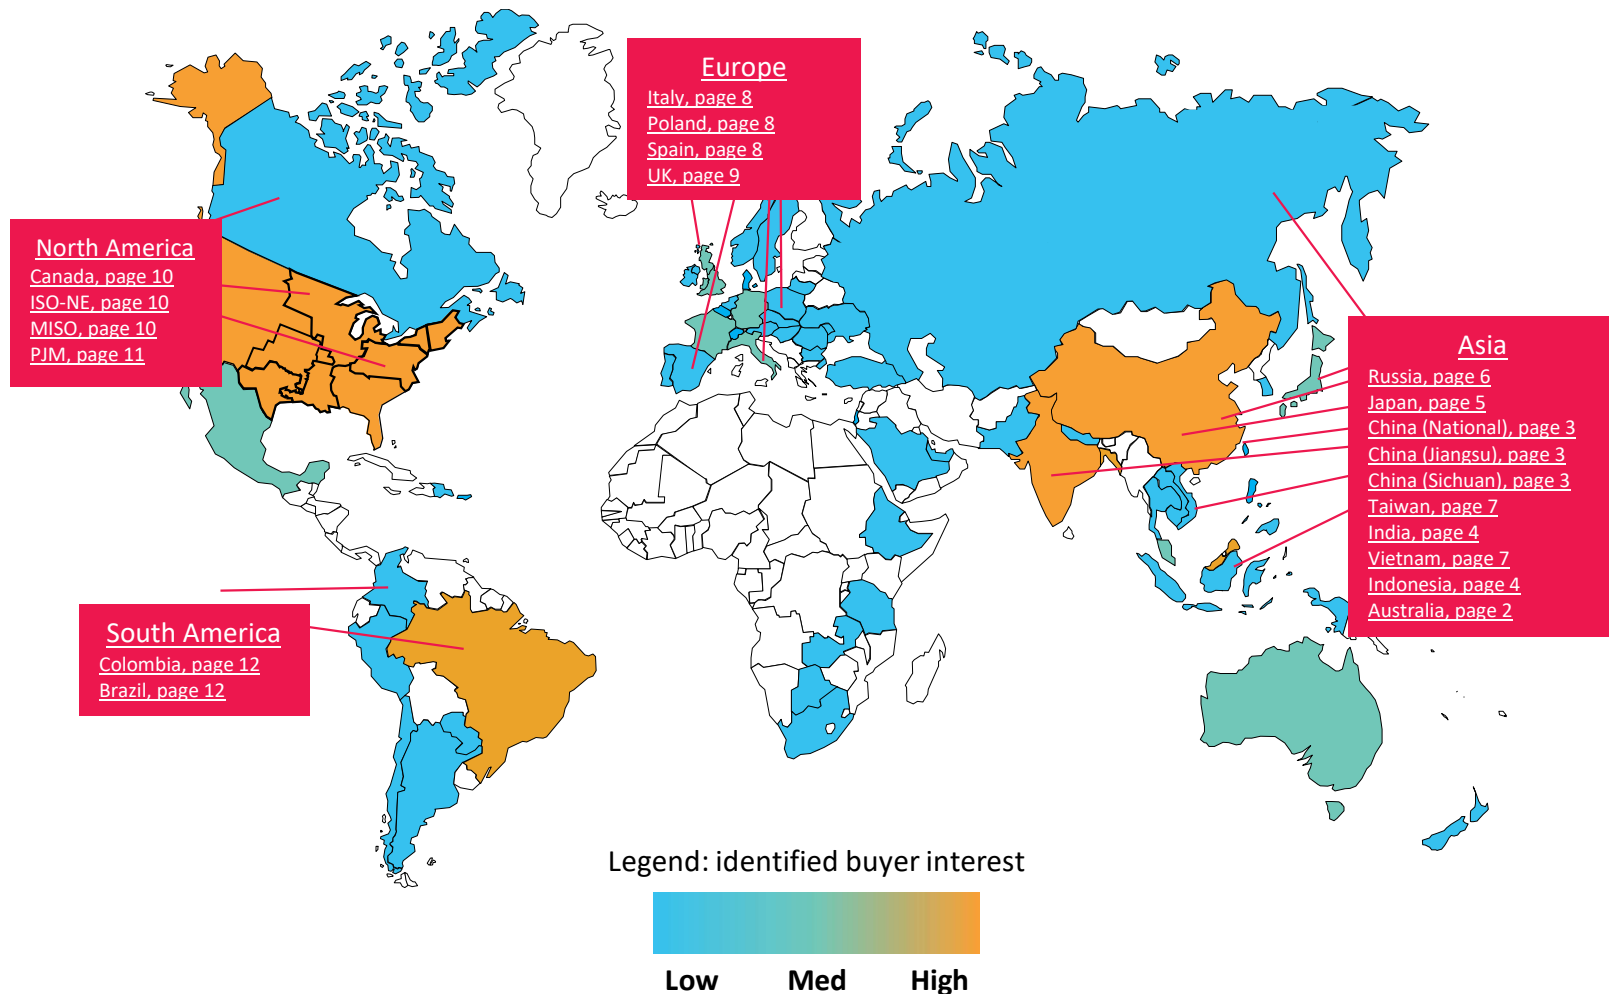 Europe
Italy, page 8
Poland, page 8
Spain, page 8
UK, page 9
North America
Canada, page 10
ISO-NE, page 10
MISO, page 10
PJM, page 11
Asia
Russia, page 6
Japan, page 5
China (National), page 3
China (Jiangsu), page 3
China (Sichuan), page 3
Taiwan, page 7
India, page 4
Vietnam, page 7
Indonesia, page 4
Australia, page 2
South America
Colombia, page 12
Brazil, page 12
Legend: identified buyer interest
Low Med High